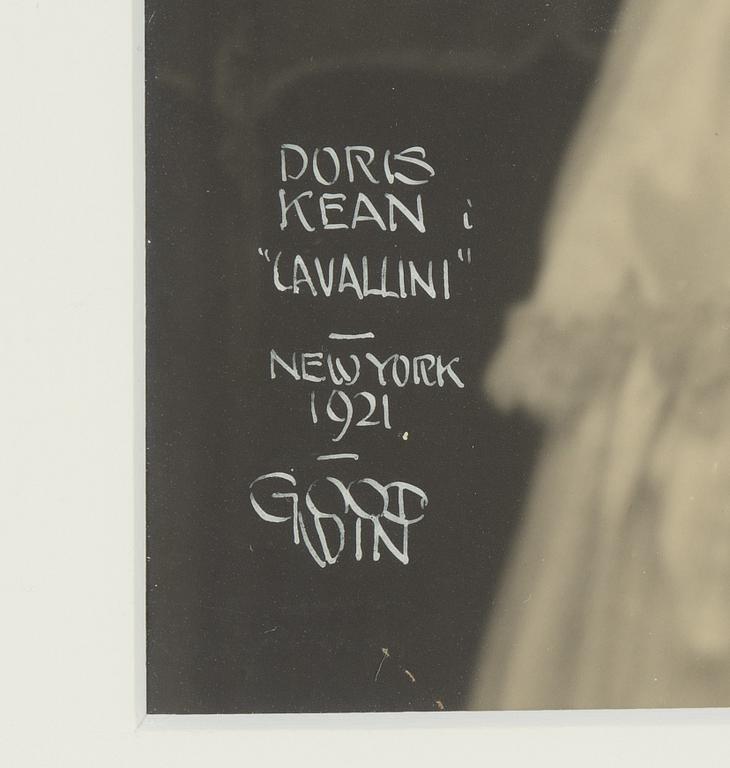 DORIS
KEAN i
"CAVALLINI"
NEW YORK
1921
GOOD
WIN